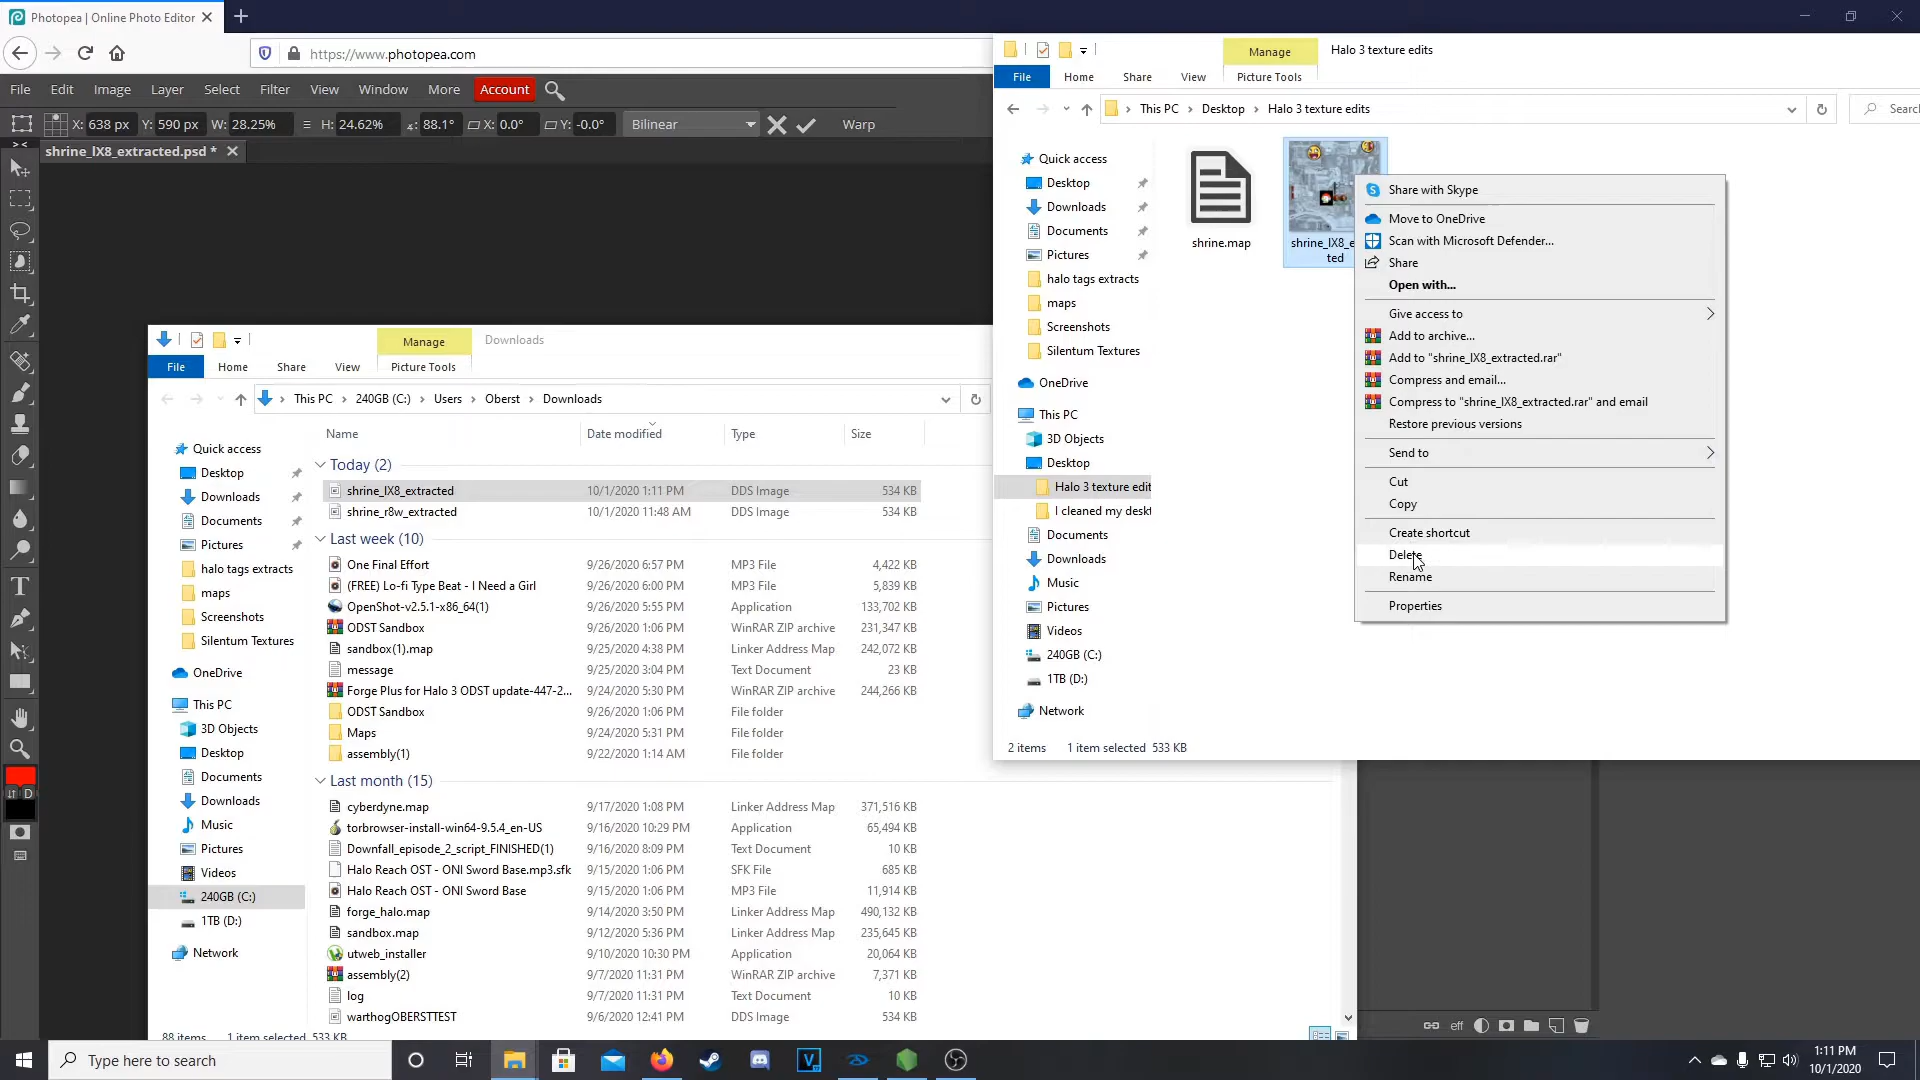 Photopea | Online Photo Editor
https://www.photopea.com
File Edit Image Layer Select Filter View Window More Account
X: 638 px Y: 590 px W: 28.25% H: 24.62% 88.1° X: 0.0° Y: -0.0° Bilinear Warp
shrine_lX8_extracted.psd *
D
eff
Manage Halo 3 texture edits
File Home Share View Picture Tools
This PC > Desktop > Halo 3 texture edits
Searc
Quick access
Desktop
Downloads
Documents
Pictures
halo tags extracts
maps
Screenshots
Silentum Textures
OneDrive
This PC
3D Objects
Desktop
Halo 3 texture edit
I cleaned my deskt
Documents
Downloads
Music
Pictures
Videos
240GB (C:)
1TB (D:)
Network
2 items 1 item selected 533 KB
shrine.map
shrine_lX8_e
ted
Share with Skype
Move to OneDrive
Scan with Microsoft Defender...
Share
Open with...
Give access to
Add to archive...
Add to "shrine_lX8_extracted.rar"
Compress and email...
Compress to "shrine_lX8_extracted.rar" and email
Restore previous versions
Send to
Cut
Copy
Create shortcut
Delete
Rename
Properties
Manage Downloads
File Home Share View Picture Tools
This PC > 240GB (C:) > Users > Oberst > Downloads
Quick access
Desktop
Downloads
Documents
Pictures
halo tags extracts
maps
Screenshots
Silentum Textures
OneDrive
This PC
3D Objects
Desktop
Documents
Downloads
Music
Pictures
Videos
240GB (C:)
1TB (D:)
Network
Name Date modified Type Size
Today (2)
shrine_lX8_extracted 10/1/2020 1:11 PM DDS Image 534 KB
shrine_r8w_extracted 10/1/2020 11:48 AM DDS Image 534 KB
Last week (10)
One Final Effort 9/26/2020 6:57 PM MP3 File 4,422 KB
(FREE) Lo-fi Type Beat - I Need a Girl 9/26/2020 6:00 PM MP3 File 5,839 KB
OpenShot-v2.5.1-x86_64(1) 9/26/2020 5:55 PM Application 133,702 KB
ODST Sandbox 9/26/2020 1:06 PM WinRAR ZIP archive 231,347 KB
sandbox(1).map 9/25/2020 4:38 PM Linker Address Map 242,072 KB
message 9/25/2020 3:04 PM Text Document 23 KB
Forge Plus for Halo 3 ODST update-447-2... 9/24/2020 5:30 PM WinRAR ZIP archive 244,266 KB
ODST Sandbox 9/26/2020 1:06 PM File folder
Maps 9/24/2020 5:31 PM File folder
assembly(1) 9/22/2020 1:14 AM File folder
Last month (15)
cyberdyne.map 9/17/2020 1:08 PM Linker Address Map 371,516 KB
torbrowser-install-win64-9.5.4_en-US 9/16/2020 10:29 PM Application 65,494 KB
Downfall_episode_2_script_FINISHED(1) 9/16/2020 8:09 PM Text Document 10 KB
Halo Reach OST - ONI Sword Base.mp3.sfk 9/15/2020 1:06 PM SFK File 685 KB
Halo Reach OST - ONI Sword Base 9/15/2020 1:06 PM MP3 File 11,914 KB
forge_halo.map 9/14/2020 3:50 PM Linker Address Map 490,132 KB
sandbox.map 9/12/2020 5:36 PM Linker Address Map 235,645 KB
utweb_installer 9/10/2020 10:30 PM Application 20,064 KB
assembly(2) 9/7/2020 11:31 PM WinRAR ZIP archive 7,371 KB
log 9/7/2020 11:31 PM Text Document 10 KB
warthogOBERSTTEST 9/6/2020 12:41 PM DDS Image 534 KB
88 items 1 item selected 533 KB
Type here to search
1:11 PM
10/1/2020